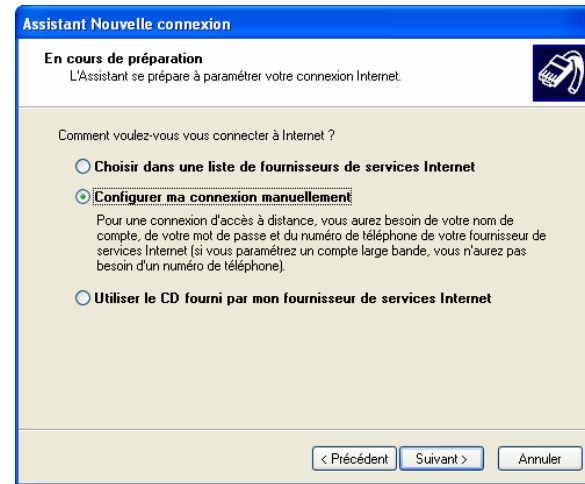 Assistant Nouvelle connexion
En cours de préparation
L'Assistant se prépare à paramétrer votre connexion Internet.
Comment voulez-vous vous connecter à Internet ?
Choisir dans une liste de fournisseurs de services Internet
Configurer ma connexion manuellement
Pour une connexion d'accès à distance, vous aurez besoin de votre nom de
compte, de votre mot de passe et du numéro de téléphone de votre fournisseur de
services Internet (si vous paramétrez un compte large bande, vous n'aurez pas
besoin d'un numéro de téléphone).
Utiliser le CD fourni par mon fournisseur de services Internet
< Précédent Suivant > Annuler